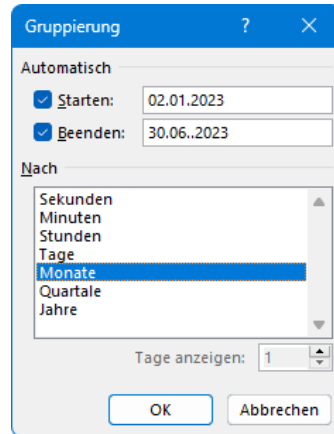 Gruppierung ? ×
Automatisch
Starten: 02.01.2023
Beenden: 30.06..2023
Nach
Sekunden
Minuten
Stunden
Tage
Monate
Quartale
Jahre
Tage anzeigen: 1
OK Abbrechen